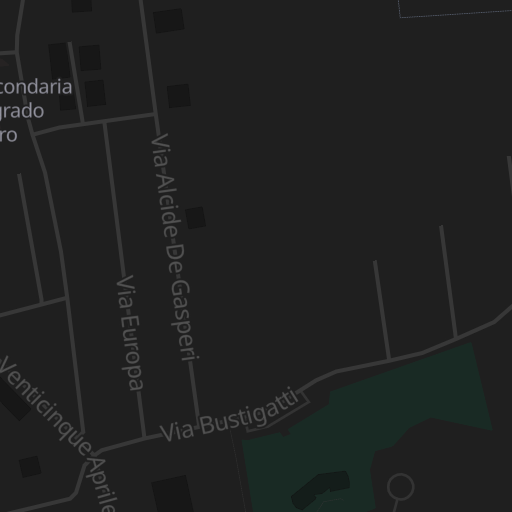 condaria
grado
ro
Via Alcide De Gasperi
Via Europa
Venticinque Aprile
Via Bustigatti